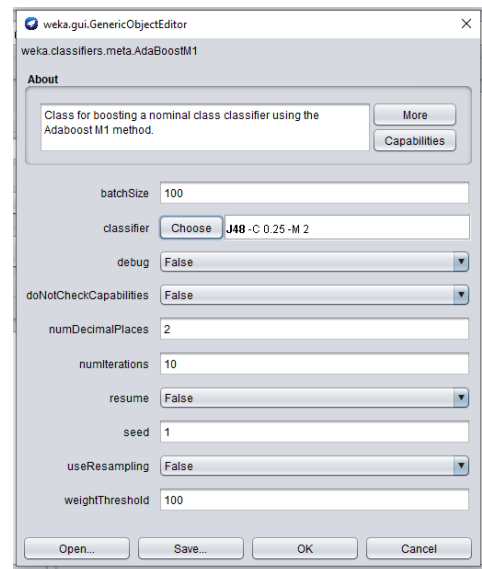 weka.gui.GenericObjectEditor
weka.classifiers.meta.AdaBoostM1
About
Class for boosting a nominal class classifier using the
Adaboost M1 method.
More
Capabilities
batchSize 100
classifier Choose J48 -C 0.25 -M 2
debug False
doNotCheckCapabilities False
numDecimalPlaces 2
numIterations 10
resume False
seed 1
useResampling False
weightThreshold 100
Open... Save... OK Cancel